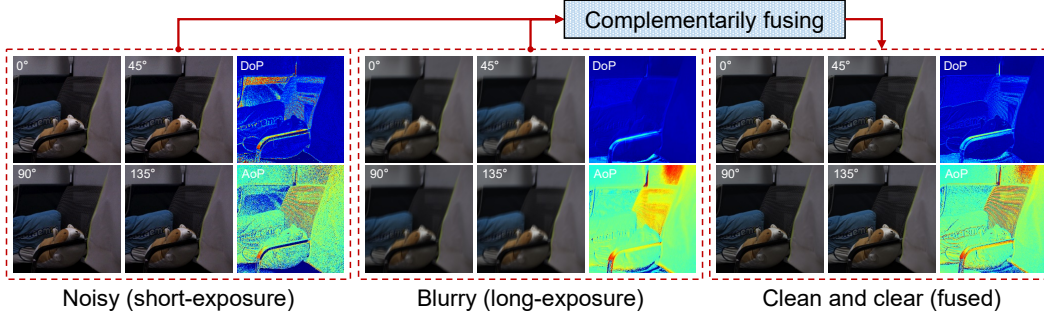 Complementarily fusing
0° 45° DoP
90° 135° AoP
Noisy (short-exposure)
0° 45° DoP
90° 135° AoP
Blurry (long-exposure)
0° 45° DoP
90° 135° AoP
Clean and clear (fused)